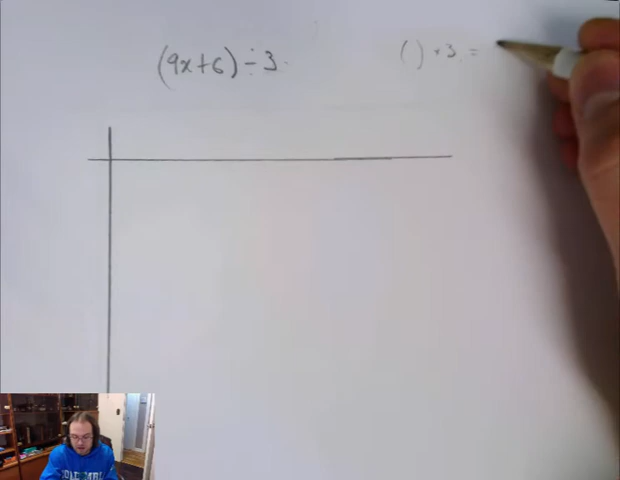 (9x+6)÷3
( ) • 3 =